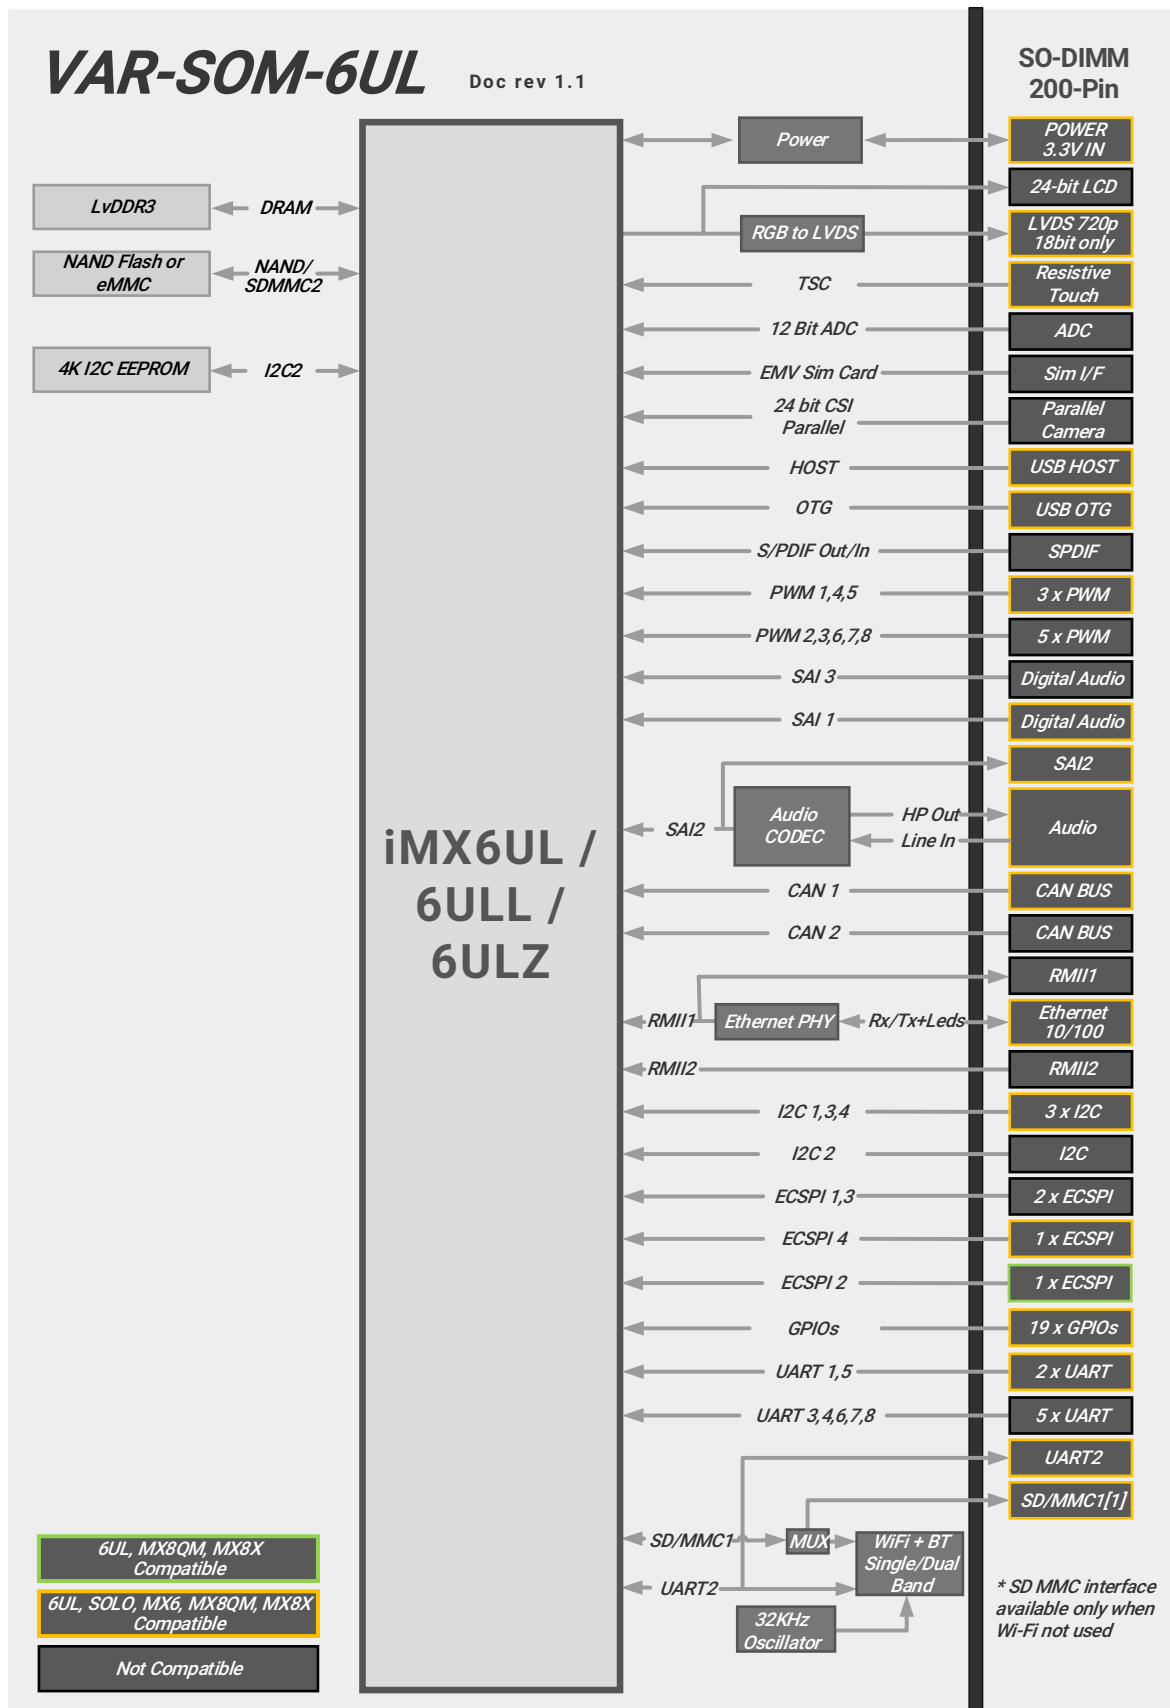 VAR-SOM-6UL
Doc rev 1.1
SO-DIMM
200-Pin
Power
POWER
3.3V IN
24-bit LCD
LvDDR3
DRAM
RGB to LVDS
LVDS 720p
18bit only
NAND Flash or
eMMC
NAND/
SDMMC2
TSC
Resistive
Touch
12 Bit ADC
ADC
4K I2C EEPROM
I2C2
EMV Sim Card
Sim I/F
24 bit CSI
Parallel
Parallel
Camera
HOST
USB HOST
OTG
USB OTG
S/PDIF Out/In
SPDIF
PWM 1,4,5
3 x PWM
PWM 2,3,6,7,8
5 x PWM
SAI 3
Digital Audio
SAI 1
Digital Audio
SAI2
SAI2
Audio
CODEC
HP Out
Line In
Audio
iMX6UL /
6ULL /
6ULZ
CAN 1
CAN BUS
CAN 2
CAN BUS
RMII1
RMII1
Ethernet PHY
Rx/Tx+Leds
Ethernet
10/100
RMII2
RMII2
I2C 1,3,4
3 x I2C
I2C 2
I2C
ECSPI 1,3
2 x ECSPI
ECSPI 4
1 x ECSPI
ECSPI 2
1 x ECSPI
GPIOs
19 x GPIOs
UART 1,5
2 x UART
UART 3,4,6,7,8
5 x UART
UART2
SD/MMC1[1]
SD/MMC1
MUX
WiFi + BT
Single/Dual
Band
UART2
32KHz
Oscillator
* SD MMC interface
available only when
Wi-Fi not used
6UL, MX8QM, MX8X
Compatible
6UL, SOLO, MX6, MX8QM, MX8X
Compatible
Not Compatible